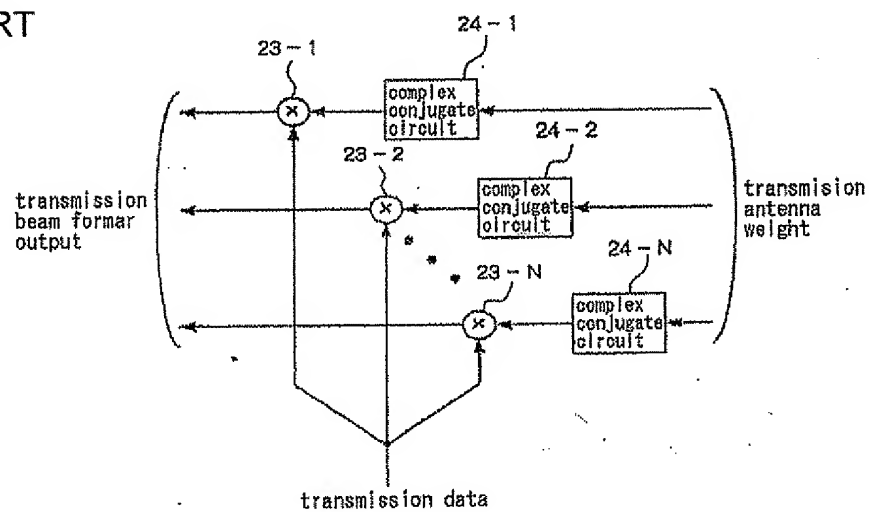 RT
24-1
23-1
complex
conjugate
circuit
×
24-2
23-2
complex
conjugate
circuit
×
transmission
beam formar
output
transmision
antenna
weight
24-N
23-N
complex
conjugate
circuit
×
transmission data